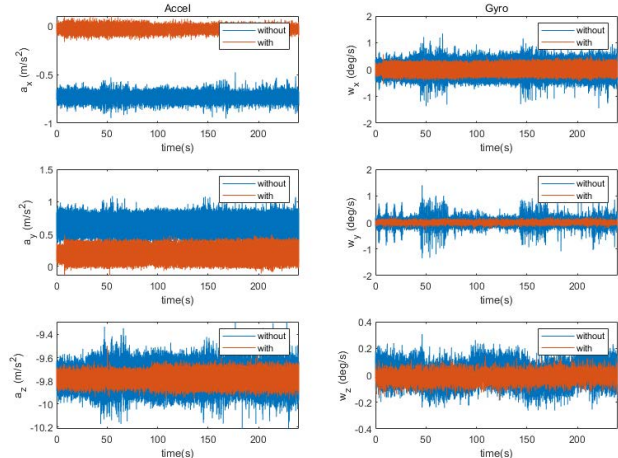 Accel
0
-0.5
-1
a_x (m/s^2)
without
with
0 50 100 150 200
time(s)
Gyro
2
1
0
-1
-2
w_x (deg/s)
without
with
0 50 100 150 200
time(s)
1.5
1
0.5
0
a_y (m/s^2)
without
with
0 50 100 150 200
time(s)
2
1
0
-1
-2
w_y (deg/s)
without
with
0 50 100 150 200
time(s)
-9.4
-9.6
-9.8
-10
-10.2
a_z (m/s^2)
without
with
0 50 100 150 200
time(s)
0.4
0.2
0
-0.2
-0.4
w_z (deg/s)
without
with
0 50 100 150 200
time(s)